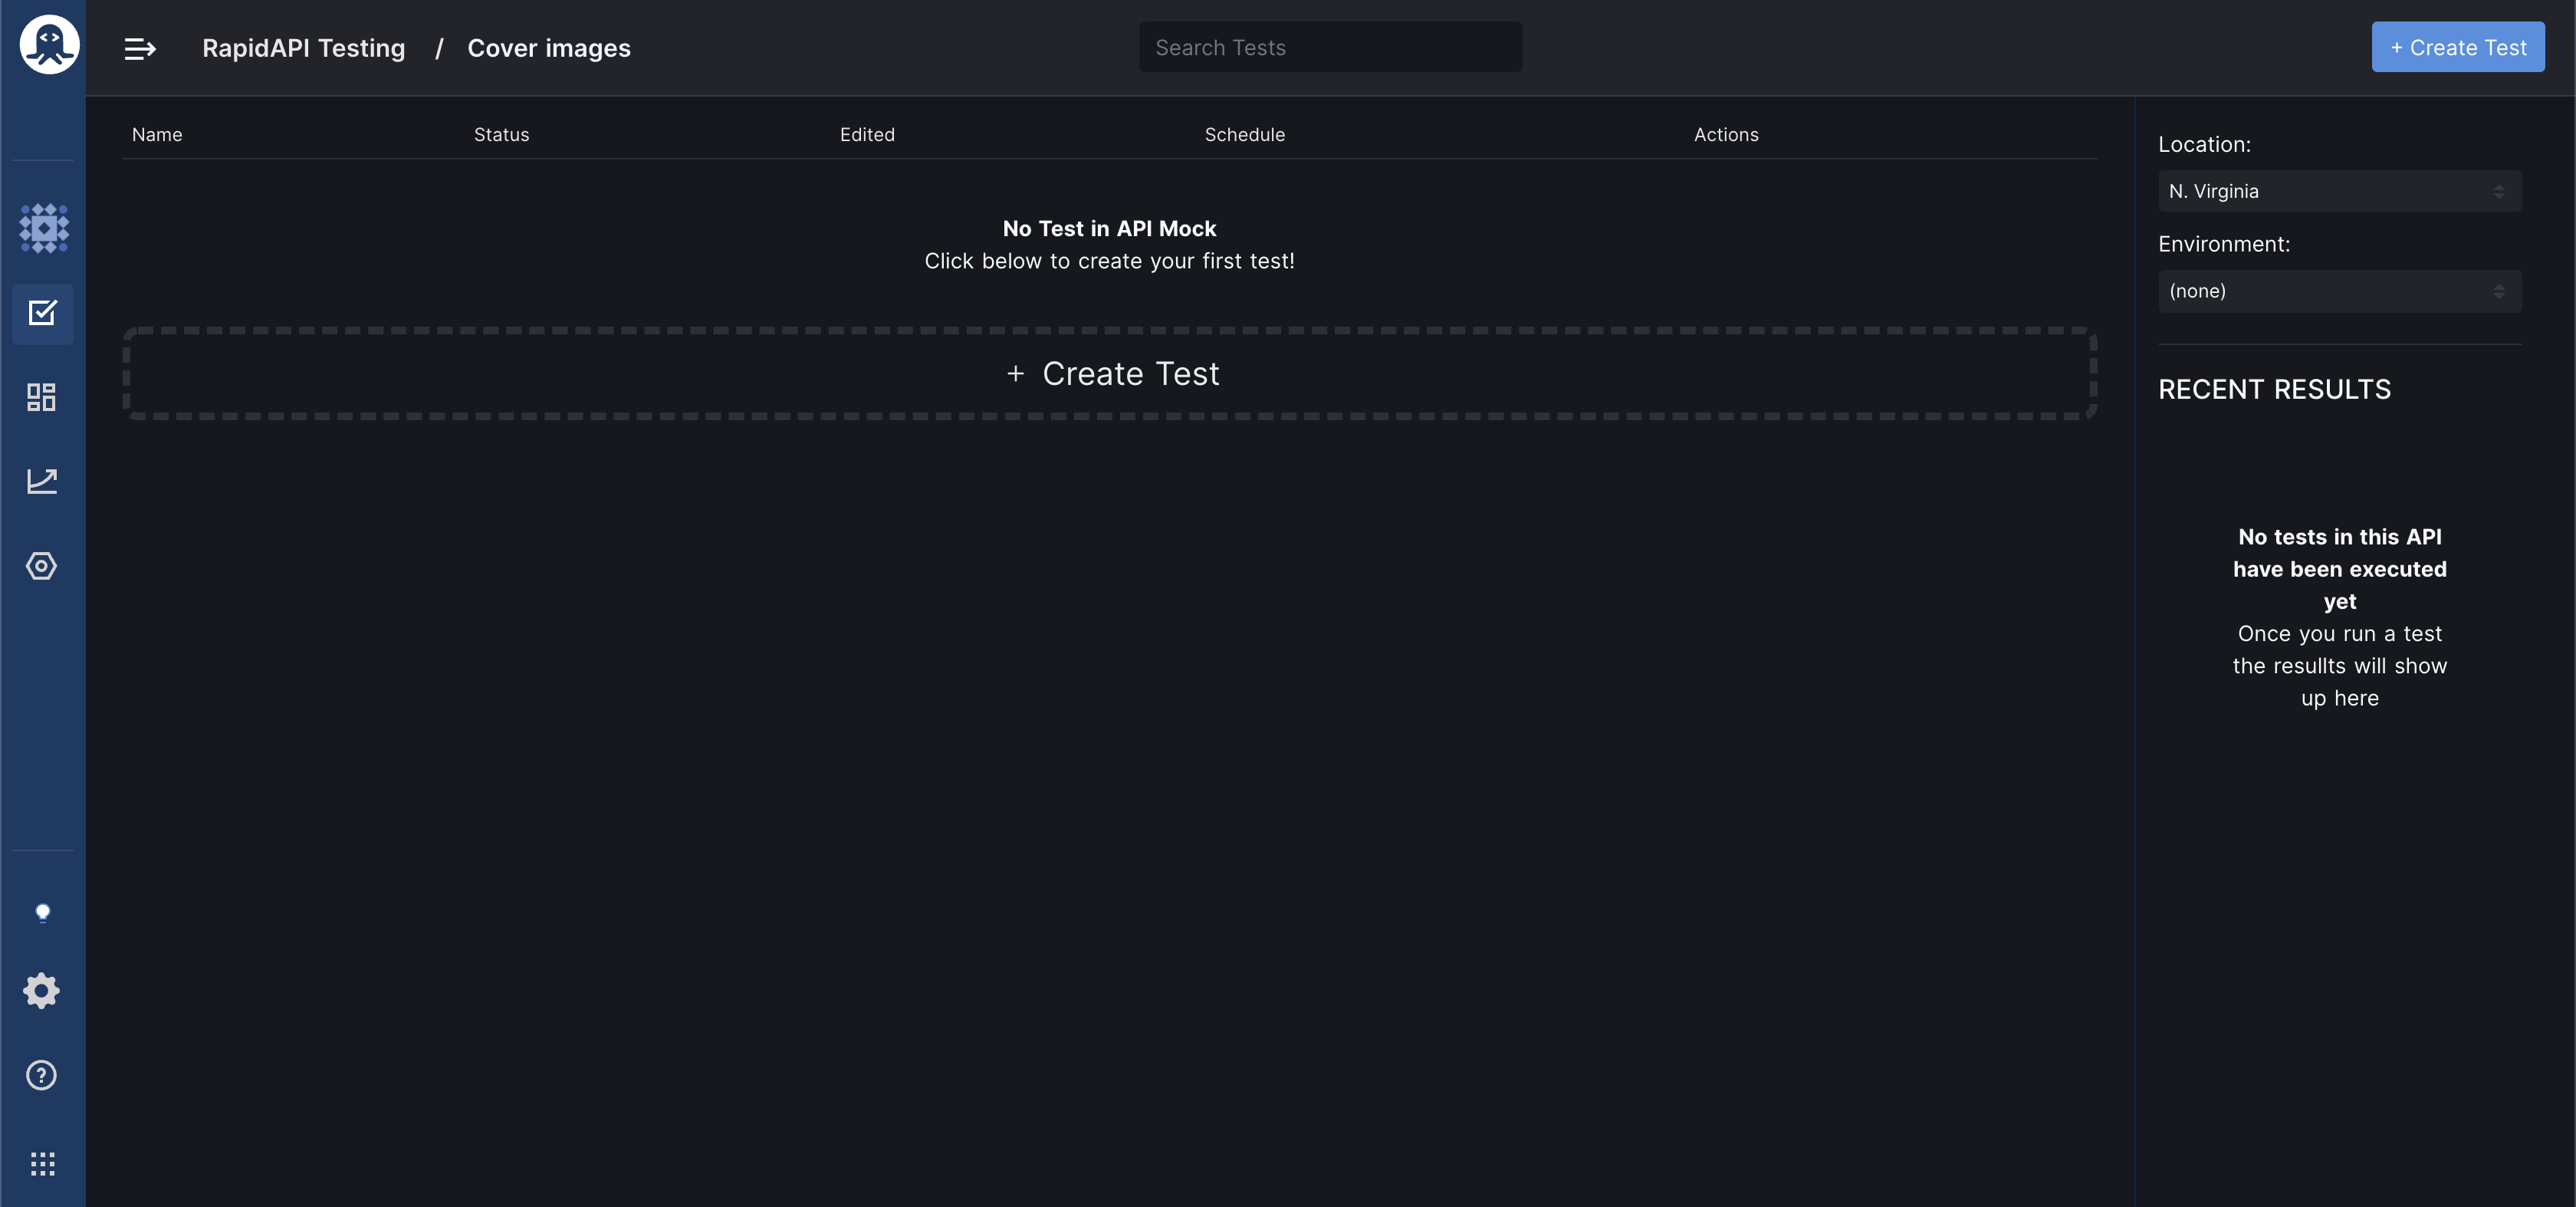 RapidAPI Testing / Cover images
Search Tests
+ Create Test
Name Status Edited Schedule Actions
No Test in API Mock
Click below to create your first test!
+ Create Test
Location:
N. Virginia
Environment:
(none)
RECENT RESULTS
No tests in this API
have been executed
yet
Once you run a test
the resullts will show
up here